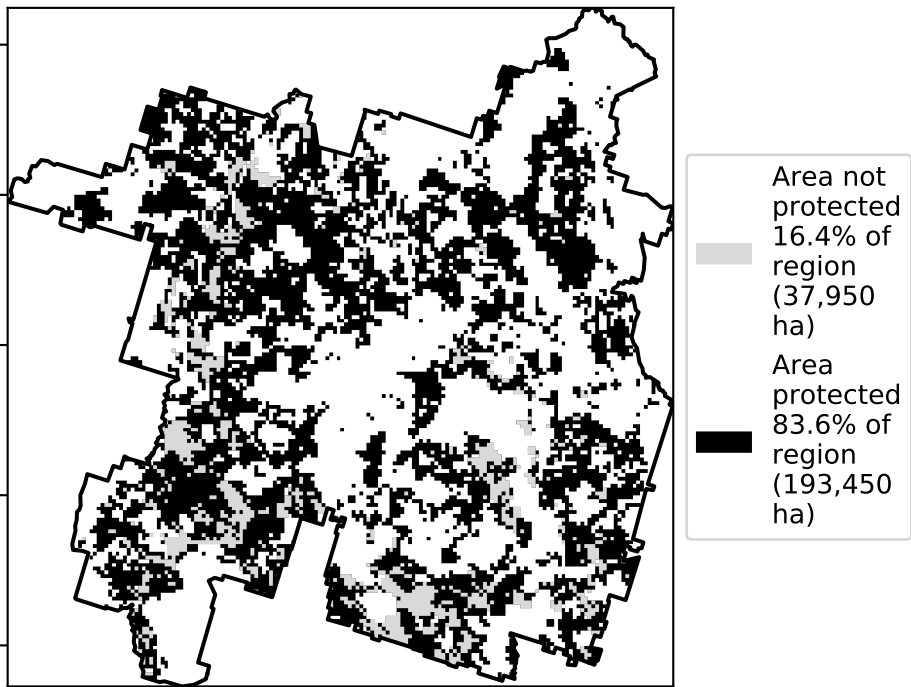 Area not
protected
16.4% of
region
(37,950
ha)
Area
protected
83.6% of
region
(193,450
ha)